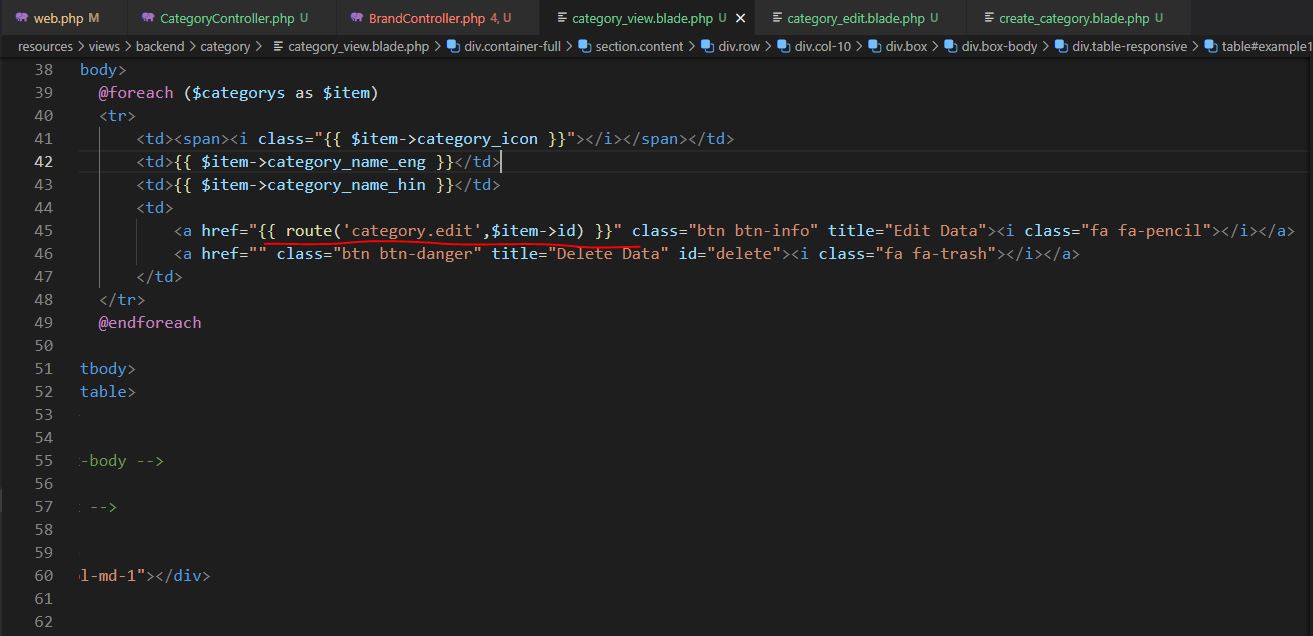 web.php M CategoryController.php U BrandController.php 4, U category_view.blade.php U category_edit.blade.php U create_category.blade.php U
resources > views > backend > category > category_view.blade.php > div.container-full > section.content > div.row > div.col-10 > div.box > div.box-body > div.table-responsive > table#example1
38 body>
39 @foreach ($categorys as $item)
40 <tr>
41 <td><span><i class="{{ $item->category_icon }}"></i></span></td>
42 <td>{{ $item->category_name_eng }}</td>
43 <td>{{ $item->category_name_hin }}</td>
44 <td>
45 <a href="{{ route('category.edit',$item->id) }}" class="btn btn-info" title="Edit Data"><i class="fa fa-pencil"></i></a>
46 <a href="" class="btn btn-danger" title="Delete Data" id="delete"><i class="fa fa-trash"></i></a>
47 </td>
48 </tr>
49 @endforeach
50
51 tbody>
52 table>
53
54
55 -body -->
56
57 -->
58
59
60 l-md-1"></div>
61
62